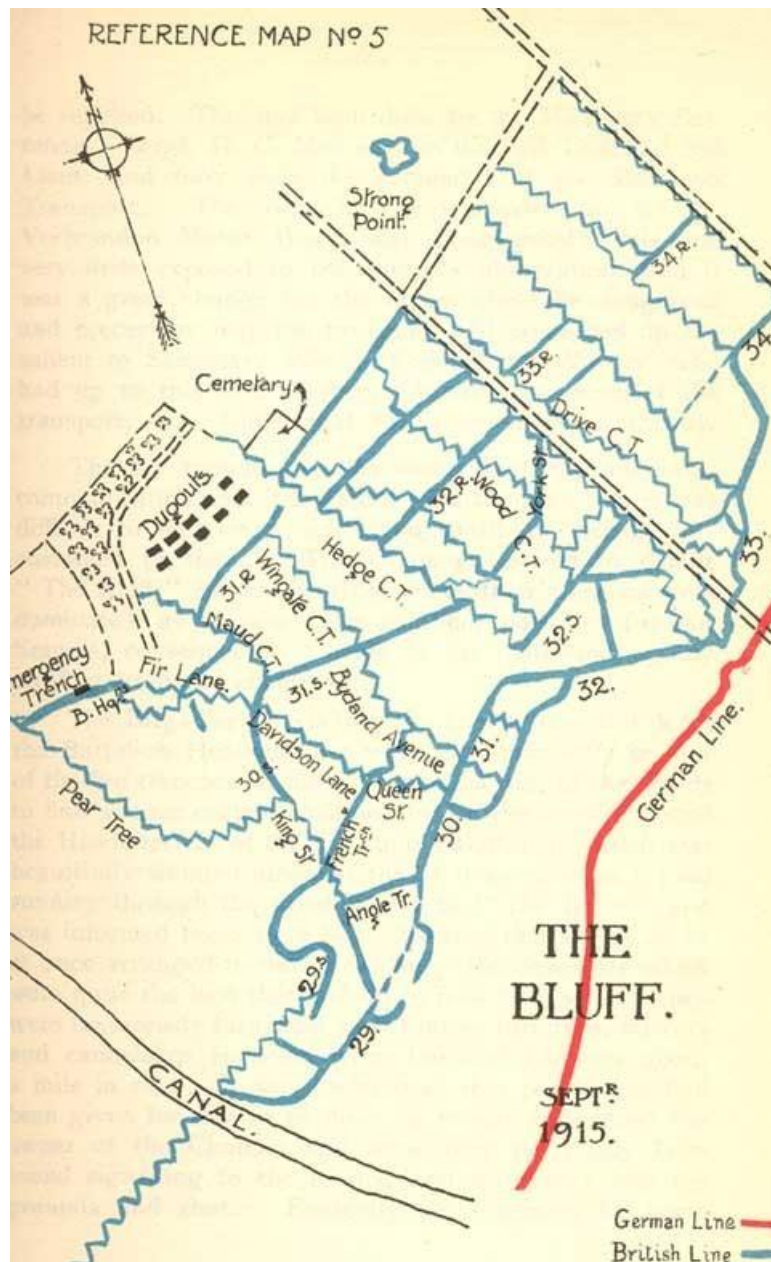 REFERENCE MAP Nº 5
Strong
Point.
34.R.
34.
33.R.
Cemetary
Drive C.T.
York St.
Wood C.T.
32.R.
Dugouts
33.
Hedge C.T.
Wingate C.T.
31.R
32.S
Maud C.T.
mergency
Trench
B. Hqrs
Fir Lane.
31.S.
Byland Avenue
32.
31.
German Line.
Davidson Lane
30.S
Queen
St.
30.
Pear Tree
King St
French
Tr.
Angle Tr.
29.S.
29.
THE
BLUFF.
SEPTR.
1915.
CANAL.
German Line
British Line